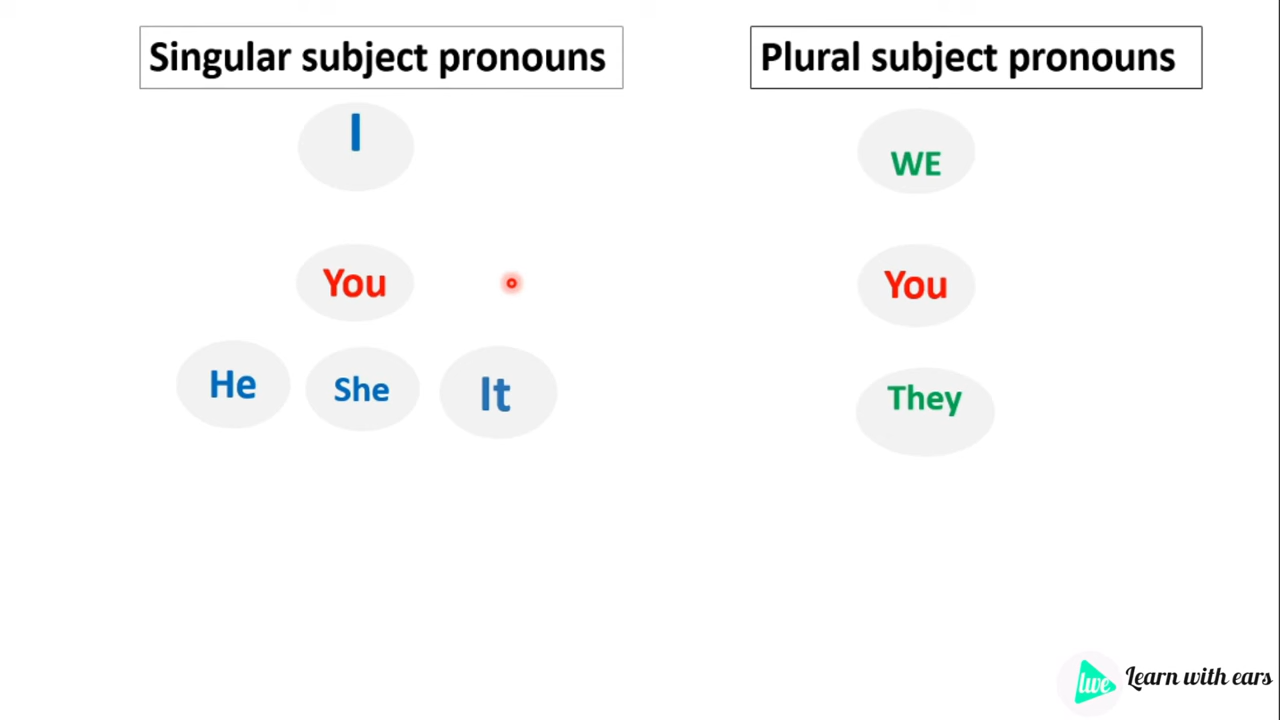 Singular subject pronouns
I
You
He She It
Plural subject pronouns
WE
You
They
lwe
Learn with ears